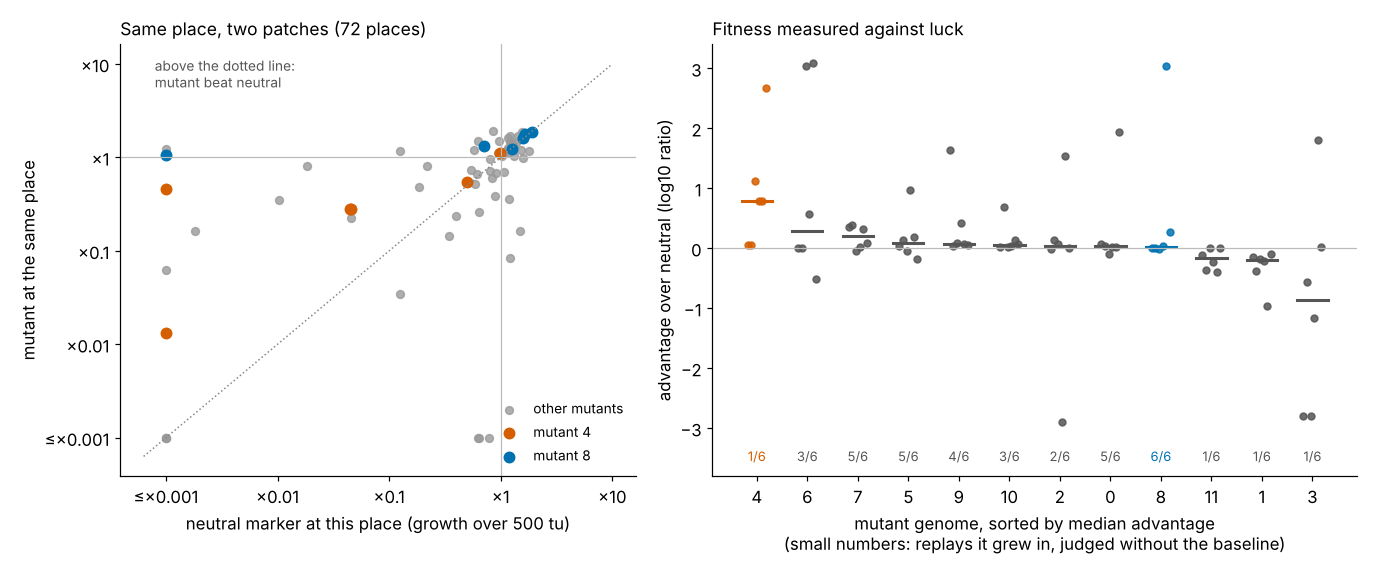 Same place, two patches (72 places)
above the dotted line:
mutant beat neutral
×10
×1
×0.1
×0.01
≤×0.001
mutant at the same place
other mutants
mutant 4
mutant 8
≤×0.001
×0.01
×0.1
×1
×10
neutral marker at this place (growth over 500 tu)
Fitness measured against luck
3
2
1
0
−1
−2
−3
advantage over neutral (log10 ratio)
1/6 3/6 5/6 5/6 4/6 3/6 2/6 5/6 6/6 1/6 1/6 1/6
4 6 7 5 9 10 2 0 8 11 1 3
mutant genome, sorted by median advantage
(small numbers: replays it grew in, judged without the baseline)